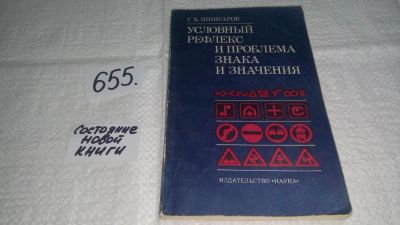 655.
Состояние
новой
книги
Г. Х. ШИНГАРОВ
УСЛОВНЫЙ
РЕФЛЕКС
И ПРОБЛЕМА
ЗНАКА
И ЗНАЧЕНИЯ
ИЗДАТЕЛЬСТВО «НАУКА»